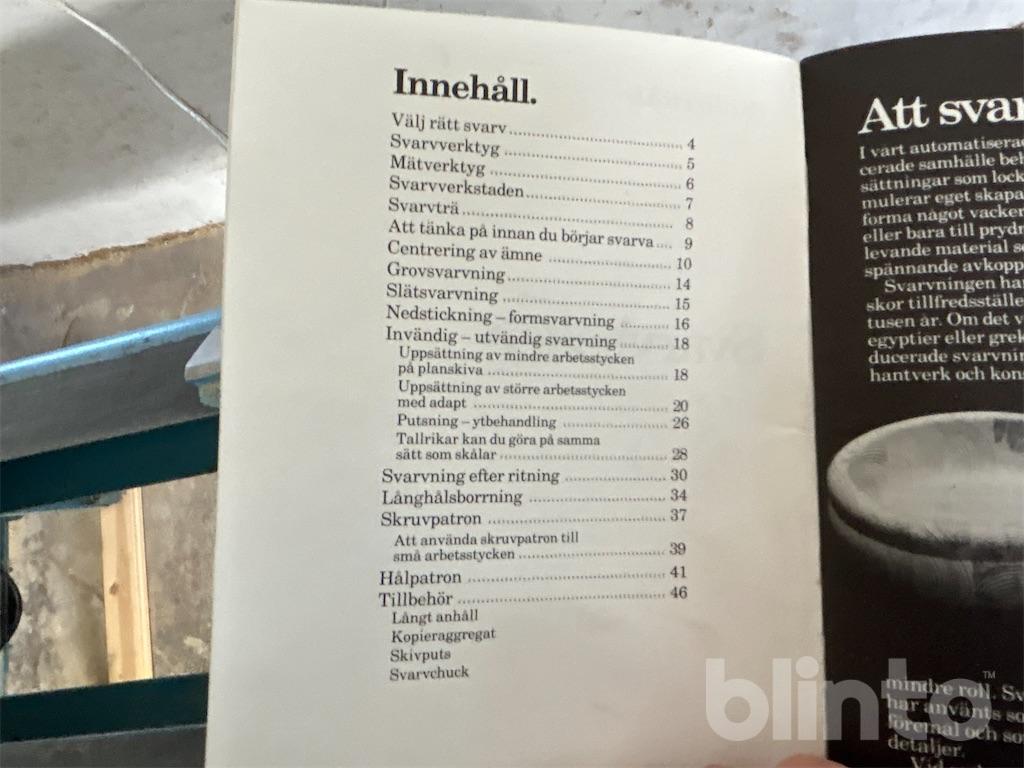 Innehåll.
Välj rätt svarv .......... 4
Svarvverktyg .......... 5
Mätverktyg .......... 6
Svarvverkstaden .......... 7
Svarvträ .......... 8
Att tänka på innan du börjar svarva .... 9
Centrering av ämne .......... 10
Grovsvarvning .......... 14
Slätsvarvning .......... 15
Nedstickning – formsvarvning .......... 16
Invändig – utvändig svarvning .......... 18
Uppsättning av mindre arbetsstycken
på planskiva .......... 18
Uppsättning av större arbetsstycken
med adapt .......... 20
Putsning – ytbehandling .......... 26
Tallrikar kan du göra på samma
sätt som skålar .......... 28
Svarvning efter ritning .......... 30
Långhålsborrning .......... 34
Skruvpatron .......... 37
Att använda skruvpatron till
små arbetsstycken .......... 39
Hålpatron .......... 41
Tillbehör .......... 46
Långt anhåll
Kopieraggregat
Skivputs
Svarvchuck
Att svar
I vårt automatiserad
cerade samhälle beh
sättningar som lock
mulerar eget skapa
forma något vacker
eller bara till prydn
levande material so
spännande avkopp
Svarvningen har
skor tillfredsställe
tusen år. Om det v
egyptier eller grek
ducerade svarvnin
hantverk och kons
mindre roll. Sv
har använts so
föremål och so
detaljer.
Vid
blinto™